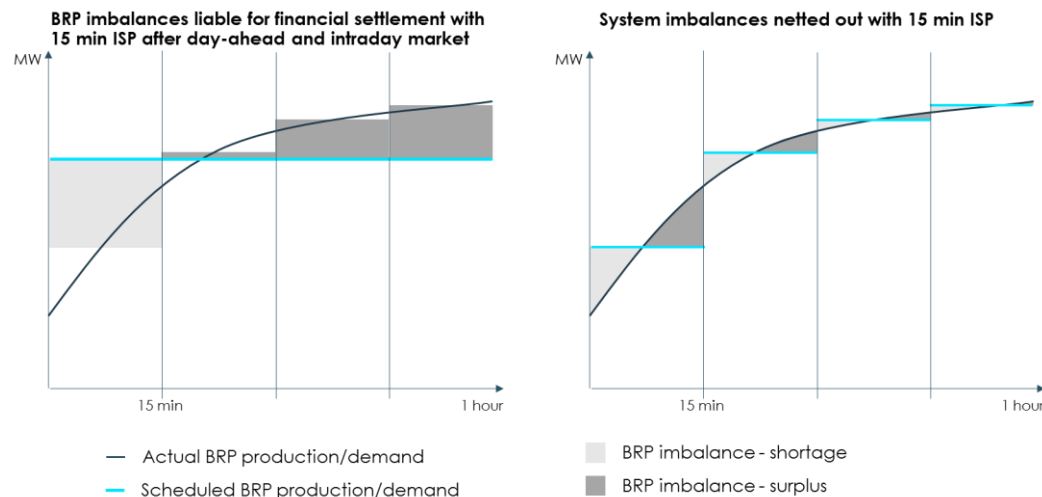 BRP imbalances liable for financial settlement with
15 min ISP after day-ahead and intraday market
MW
15 min
1 hour
System imbalances netted out with 15 min ISP
MW
15 min
1 hour
Actual BRP production/demand
Scheduled BRP production/demand
BRP imbalance - shortage
BRP imbalance - surplus